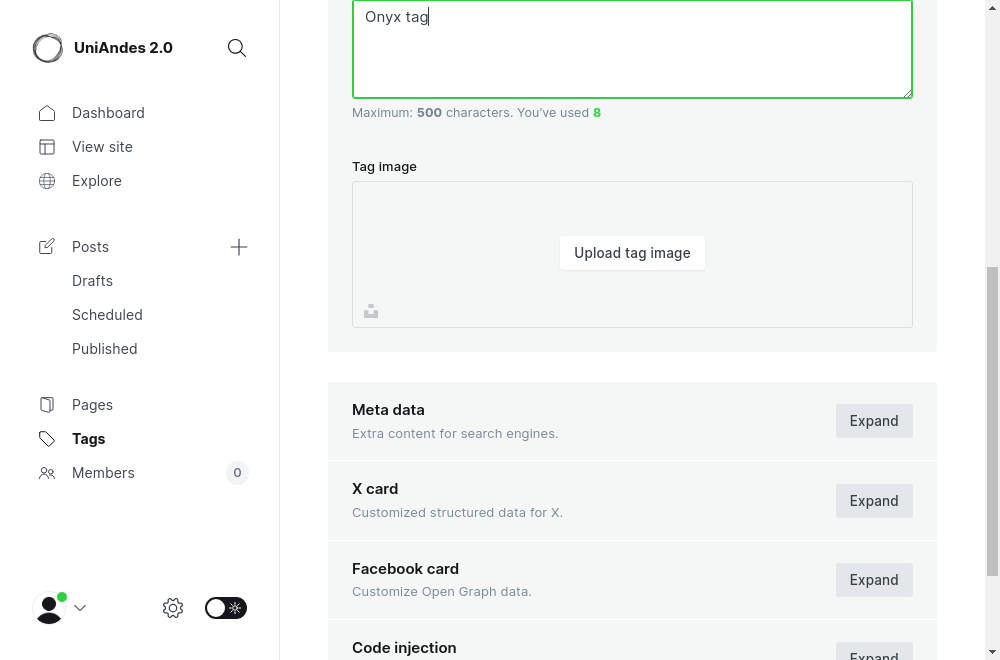 UniAndes 2.0
Dashboard
View site
Explore
Posts
Drafts
Scheduled
Published
Pages
Tags
Members
0
Onyx tag
Maximum: 500 characters. You’ve used 8
Tag image
Upload tag image
Meta data
Extra content for search engines.
Expand
X card
Customized structured data for X.
Expand
Facebook card
Customize Open Graph data.
Expand
Code injection
Expand